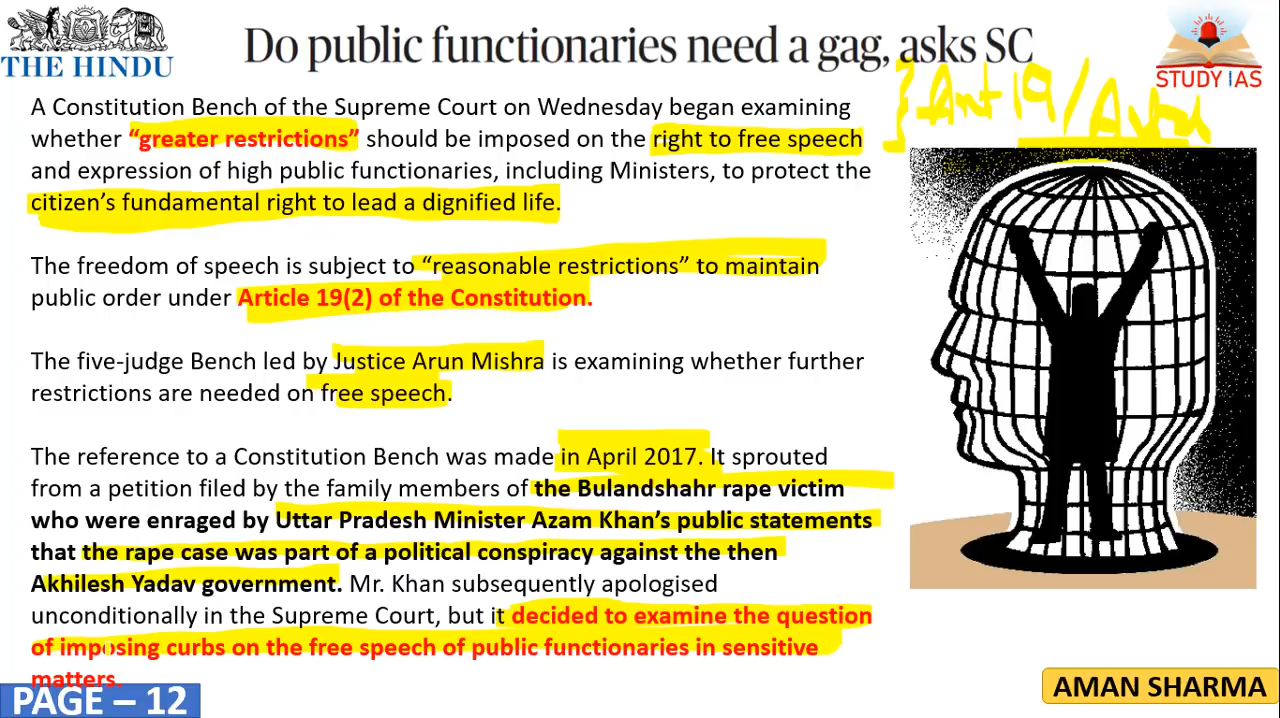 THE HINDU
Do public functionaries need a gag, asks SC
STUDY IAS
Art 19/
A Constitution Bench of the Supreme Court on Wednesday began examining
whether “greater restrictions” should be imposed on the right to free speech
and expression of high public functionaries, including Ministers, to protect the
citizen’s fundamental right to lead a dignified life.
The freedom of speech is subject to “reasonable restrictions” to maintain
public order under Article 19(2) of the Constitution.
The five-judge Bench led by Justice Arun Mishra is examining whether further
restrictions are needed on free speech.
The reference to a Constitution Bench was made in April 2017. It sprouted
from a petition filed by the family members of the Bulandshahr rape victim
who were enraged by Uttar Pradesh Minister Azam Khan’s public statements
that the rape case was part of a political conspiracy against the then
Akhilesh Yadav government. Mr. Khan subsequently apologised
unconditionally in the Supreme Court, but it decided to examine the question
of imposing curbs on the free speech of public functionaries in sensitive
matters.
PAGE – 12
AMAN SHARMA